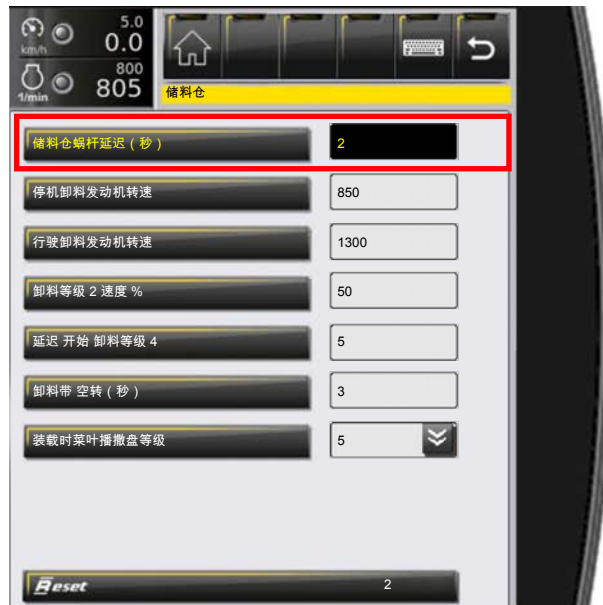 5.0
km/h 0.0
800
1/min 805
储料仓
储料仓蜗杆延迟（秒） 2
停机卸料发动机转速 850
行驶卸料发动机转速 1300
卸料等级 2 速度 % 50
延迟 开始 卸料等级 4 5
卸料带 空转（秒） 3
装载时菜叶播撒盘等级 5
Reset 2